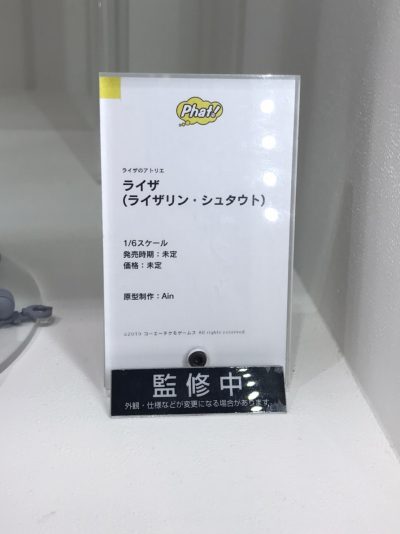 Phat!
ライザのアトリエ
ライザ
(ライザリン・シュタウト)
1/6スケール
発売時期：未定
価格：未定
原型制作：Ain
©2019 コーエーテクモゲームス All rights reserved.
監修中
外観・仕様などが変更になる場合があります。